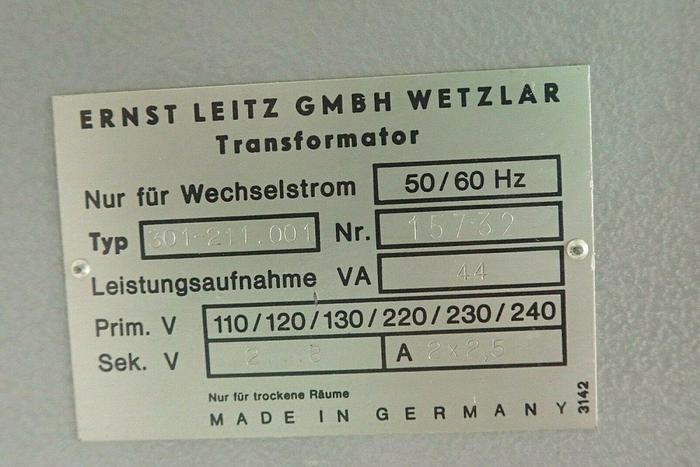 ERNST LEITZ GMBH WETZLAR
Transformator
Nur für Wechselstrom 50/60 Hz
Typ 301-211.001 Nr. 15732
Leistungsaufnahme VA 44
Prim. V 110/120/130/220/230/240
Sek. V 2...8 A 2x2,5
Nur für trockene Räume
MADE IN GERMANY
3142